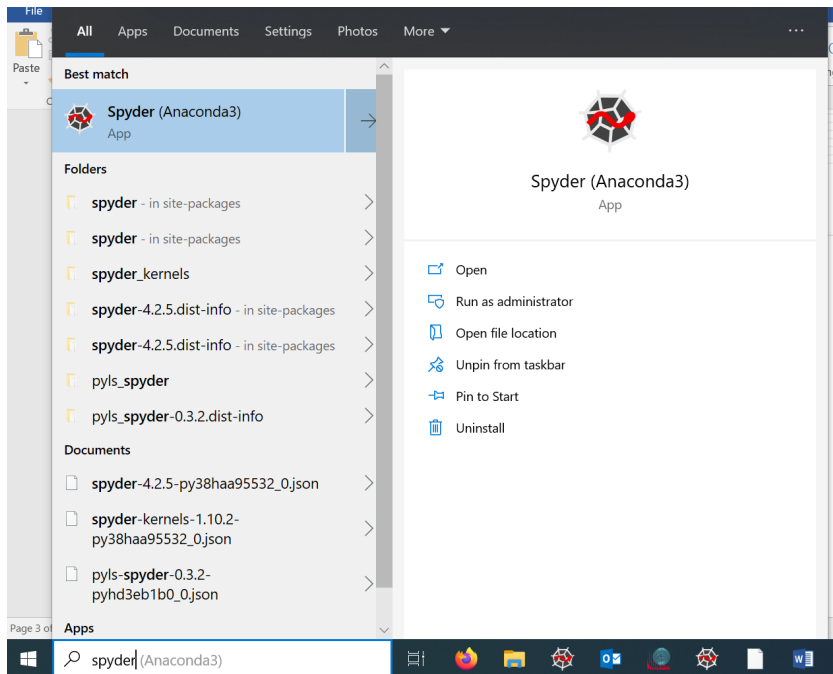 File
All Apps Documents Settings Photos More
Paste
Best match
Spyder (Anaconda3)
App
Folders
spyder - in site-packages
spyder - in site-packages
spyder_kernels
spyder-4.2.5.dist-info - in site-packages
spyder-4.2.5.dist-info - in site-packages
pyls_spyder
pyls_spyder-0.3.2.dist-info
Documents
spyder-4.2.5-py38haa95532_0.json
spyder-kernels-1.10.2-
py38haa95532_0.json
pyls-spyder-0.3.2-
pyhd3eb1b0_0.json
Apps
Spyder (Anaconda3)
App
Open
Run as administrator
Open file location
Unpin from taskbar
Pin to Start
Uninstall
Page 3 of
spyder (Anaconda3)